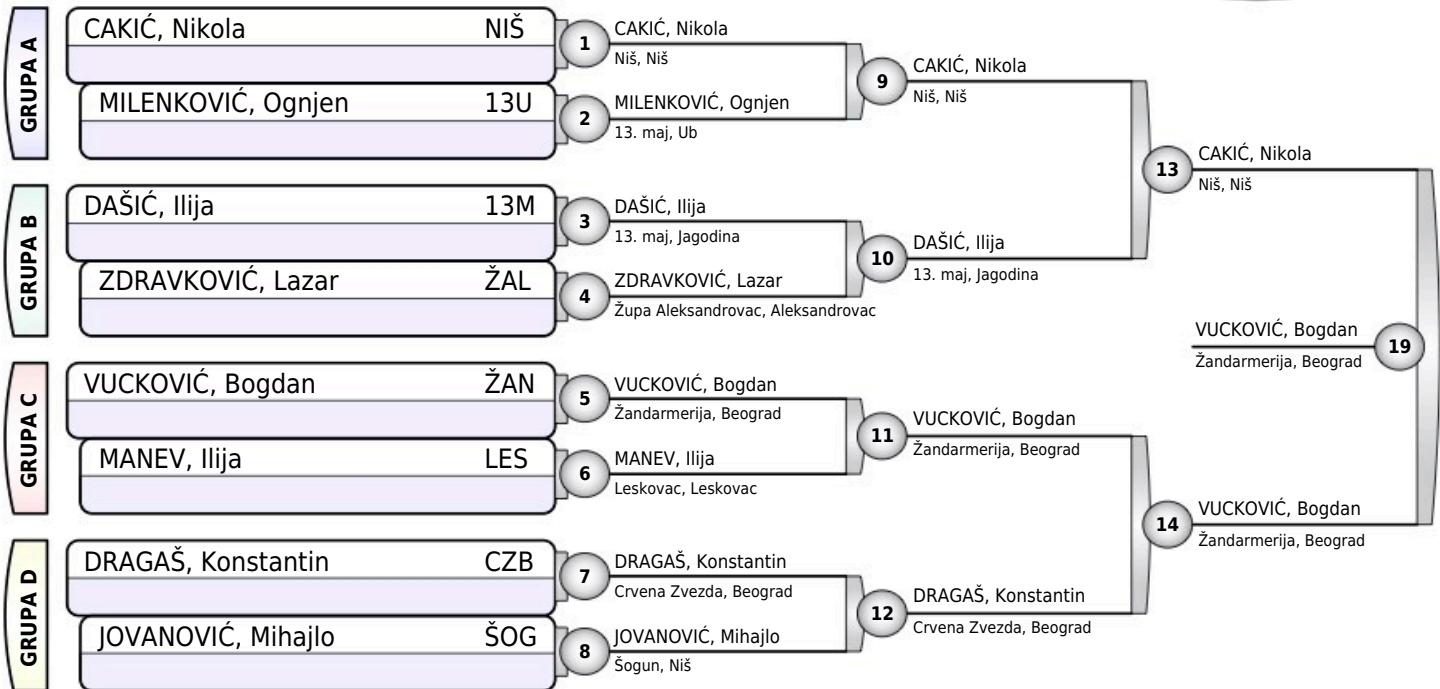 GRUPA A
CAKIĆ, Nikola NIŠ
MILENKOVIĆ, Ognjen 13U
1
CAKIĆ, Nikola
Niš, Niš
2
MILENKOVIĆ, Ognjen
13. maj, Ub
9
CAKIĆ, Nikola
Niš, Niš
GRUPA B
DAŠIĆ, Ilija 13M
ZDRAVKOVIĆ, Lazar ŽAL
3
DAŠIĆ, Ilija
13. maj, Jagodina
4
ZDRAVKOVIĆ, Lazar
Župa Aleksandrovac, Aleksandrovac
10
DAŠIĆ, Ilija
13. maj, Jagodina
13
CAKIĆ, Nikola
Niš, Niš
GRUPA C
VUCKOVIĆ, Bogdan ŽAN
MANEV, Ilija LES
5
VUCKOVIĆ, Bogdan
Žandarmerija, Beograd
6
MANEV, Ilija
Leskovac, Leskovac
11
VUCKOVIĆ, Bogdan
Žandarmerija, Beograd
GRUPA D
DRAGAŠ, Konstantin CZB
JOVANOVIĆ, Mihajlo ŠOG
7
DRAGAŠ, Konstantin
Crvena Zvezda, Beograd
8
JOVANOVIĆ, Mihajlo
Šogun, Niš
12
DRAGAŠ, Konstantin
Crvena Zvezda, Beograd
14
VUCKOVIĆ, Bogdan
Žandarmerija, Beograd
VUCKOVIĆ, Bogdan
Žandarmerija, Beograd
19